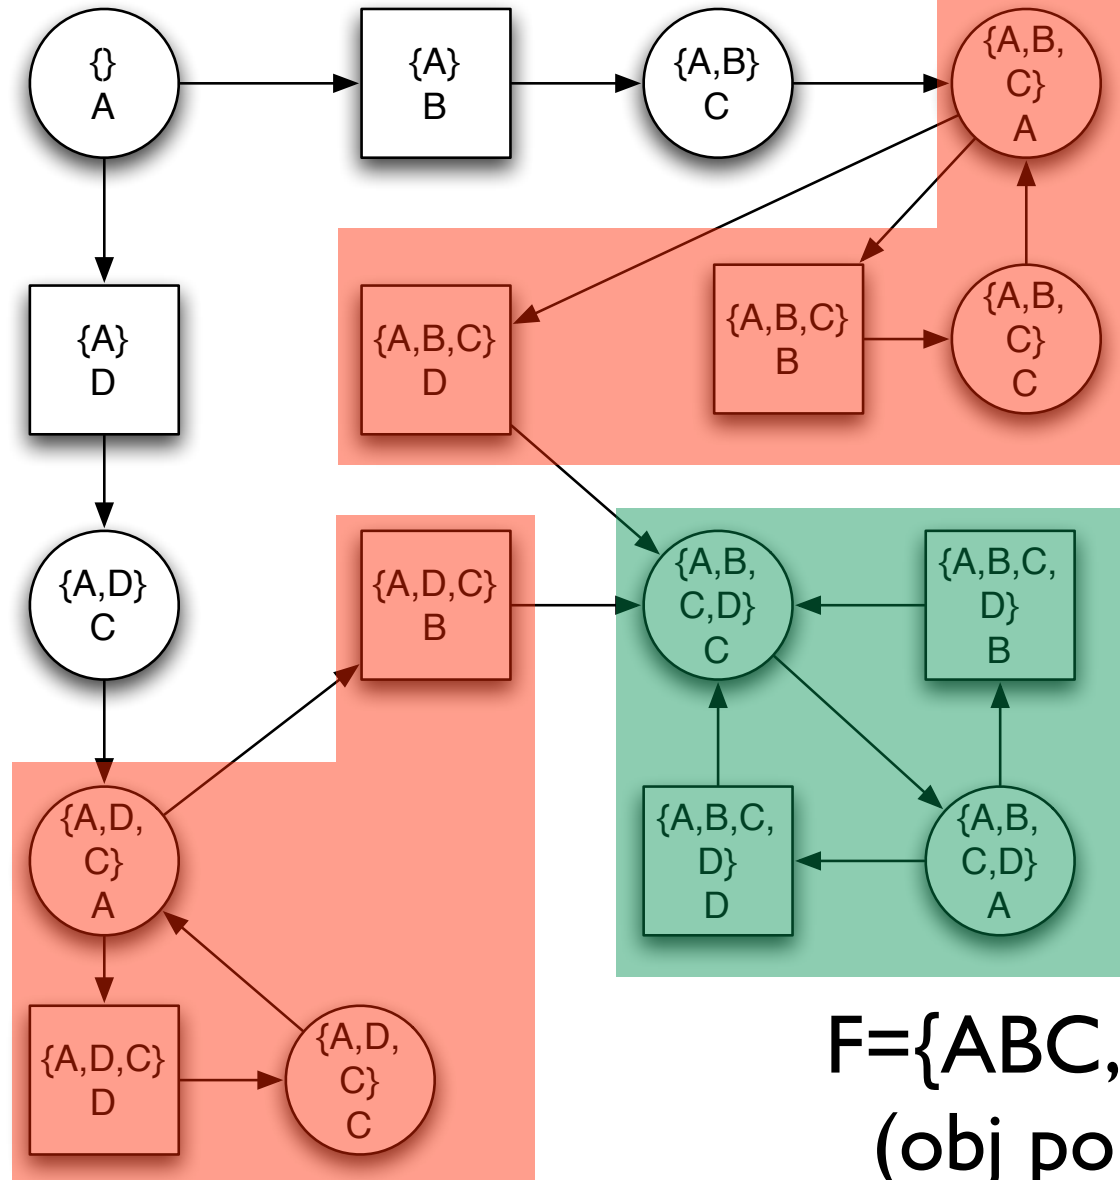 {}
A
{A}
B
{A,B}
C
{A,B,
C}
A
{A}
D
{A,B,C}
D
{A,B,C}
B
{A,B,
C}
C
{A,D}
C
{A,D,C}
B
{A,B,
C,D}
C
{A,B,C,
D}
B
{A,D,
C}
A
{A,B,C,
D}
D
{A,B,
C,D}
A
{A,D,C}
D
{A,D,
C}
C
F={ABC,
(obj po